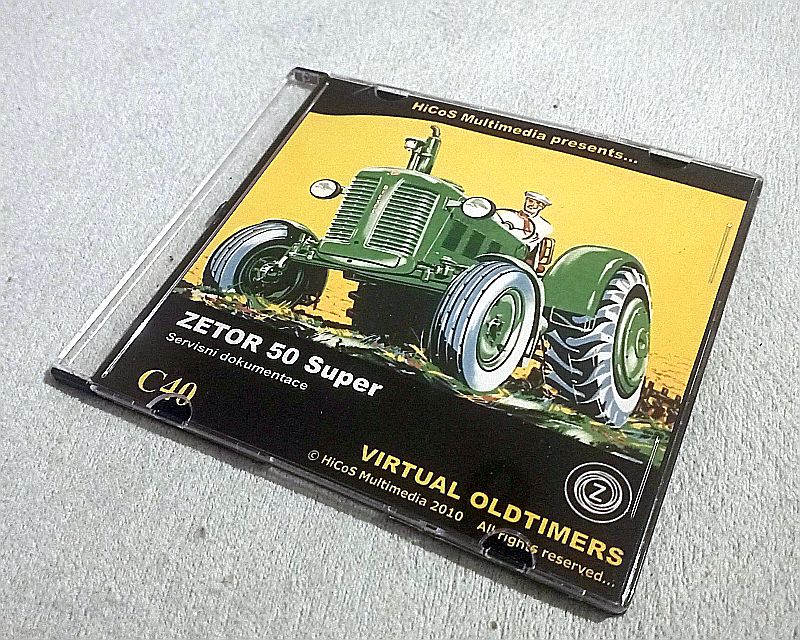 HiCoS Multimedia presents...
ZETOR 50 Super
Servisní dokumentace
C40
VIRTUAL OLDTIMERS
© HiCoS Multimedia 2010 All rights reserved...
Z